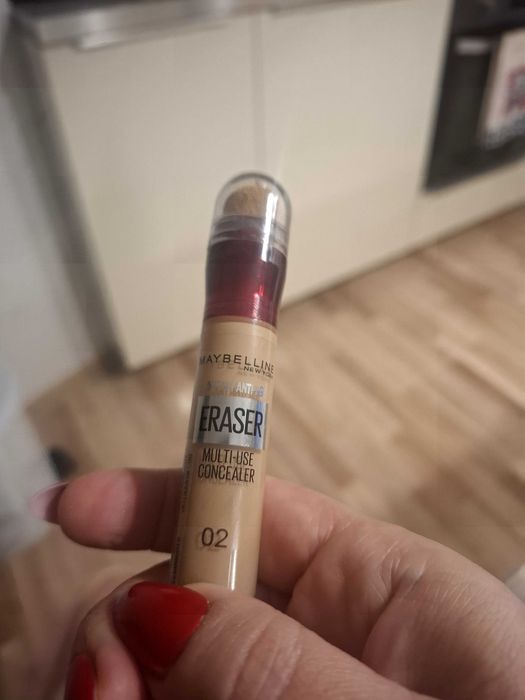 MAYBELLINE
NEW YORK
ERASER
MULTI-USE
CONCEALER
02